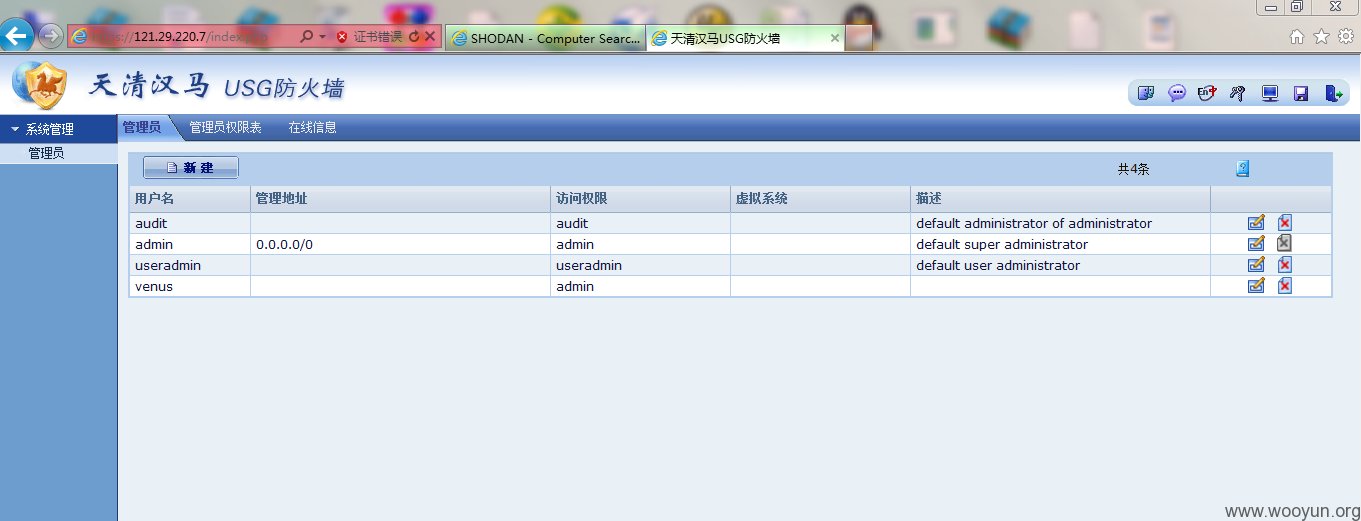 https://121.29.220.7/index.php 证书错误 SHODAN - Computer Searc... 天清汉马USG防火墙
天清汉马 USG防火墙
系统管理 管理员 管理员权限表 在线信息
管理员
新建 共4条
用户名 管理地址 访问权限 虚拟系统 描述
audit audit default administrator of administrator
admin 0.0.0.0/0 admin default super administrator
useradmin useradmin default user administrator
venus admin
www.wooyun.org